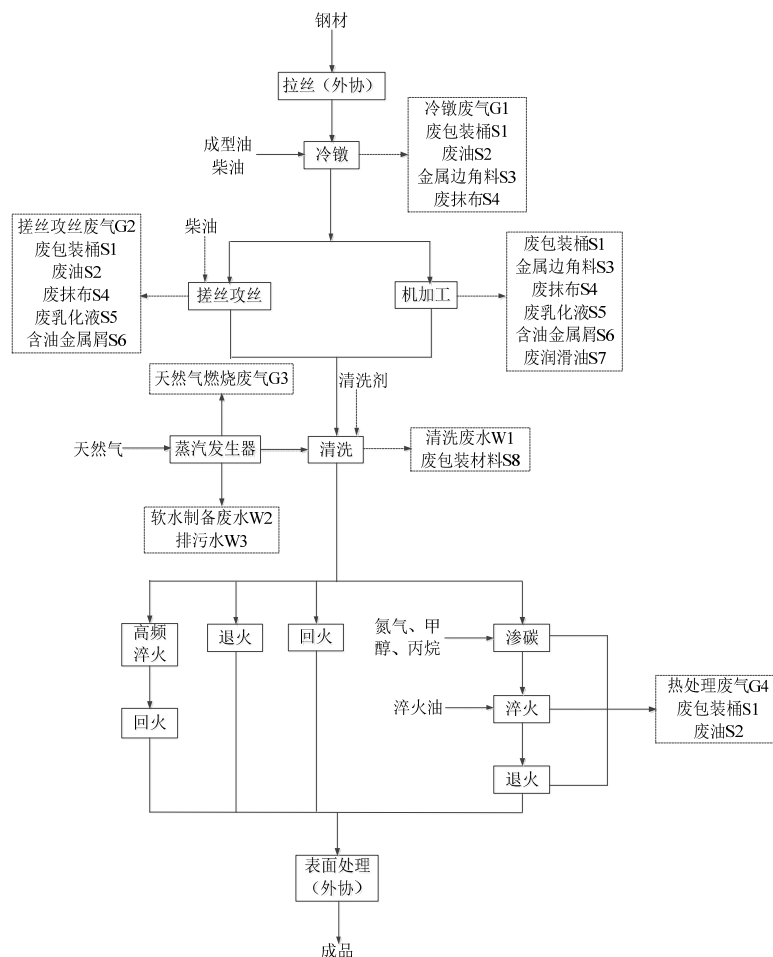 钢材
拉丝（外协）
成型油
柴油
冷镦
冷镦废气G1
废包装桶S1
废油S2
金属边角料S3
废抹布S4
搓丝攻丝废气G2
废包装桶S1
废油S2
废抹布S4
废乳化液S5
含油金属屑S6
柴油
搓丝攻丝
机加工
废包装桶S1
金属边角料S3
废抹布S4
废乳化液S5
含油金属屑S6
废润滑油S7
天然气燃烧废气G3
清洗剂
天然气
蒸汽发生器
清洗
清洗废水W1
废包装材料S8
软水制备废水W2
排污水W3
高频
淬火
退火
回火
氮气、甲
醇、丙烷
渗碳
回火
淬火油
淬火
热处理废气G4
废包装桶S1
废油S2
退火
表面处理
（外协）
成品